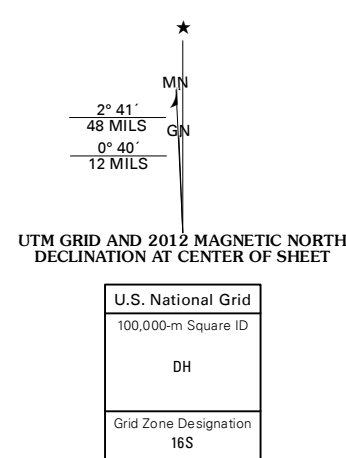 ★
MN
2° 41´
48 MILS
GN
0° 40´
12 MILS
UTM GRID AND 2012 MAGNETIC NORTH
DECLINATION AT CENTER OF SHEET
U.S. National Grid
100,000-m Square ID
DH
Grid Zone Designation
16S